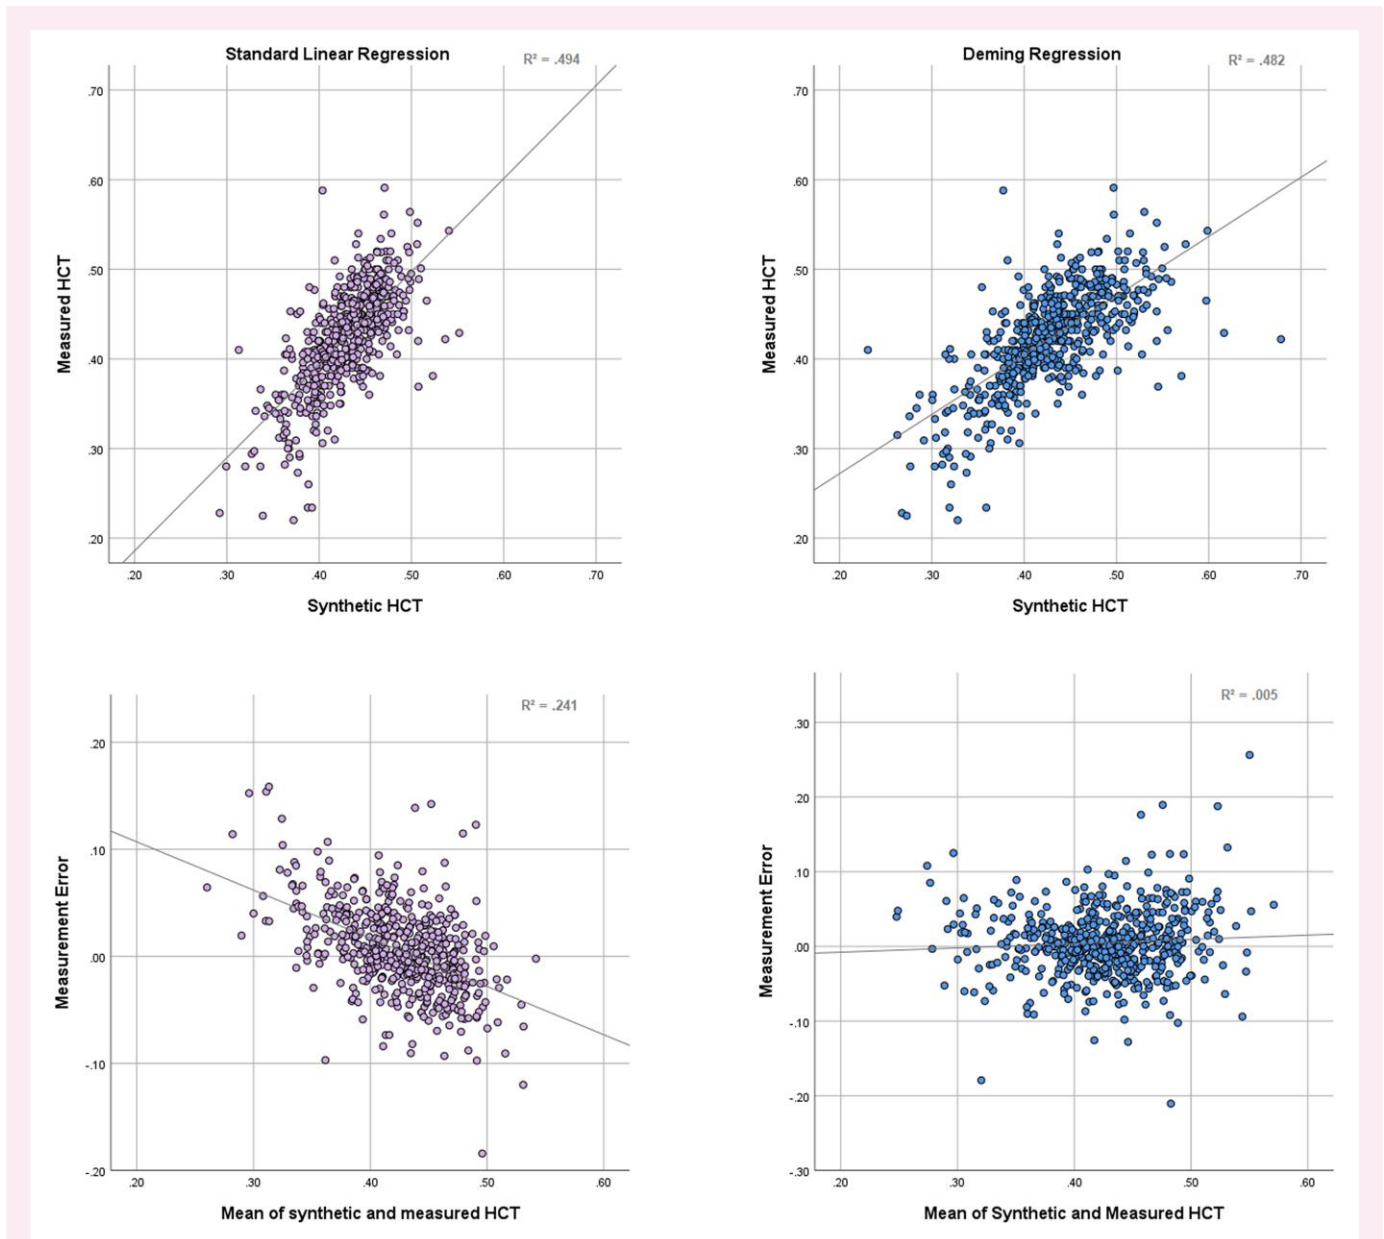 Standard Linear Regression
R² = .494
.70
.60
.50
.40
.30
.20
Measured HCT
.20 .30 .40 .50 .60 .70
Synthetic HCT
Deming Regression
R² = .482
.70
.60
.50
.40
.30
.20
Measured HCT
.20 .30 .40 .50 .60 .70
Synthetic HCT
R² = .241
.20
.10
.00
-.10
-.20
Measurement Error
.20 .30 .40 .50 .60
Mean of synthetic and measured HCT
R² = .005
.30
.20
.10
.00
-.10
-.20
-.30
Measurement Error
.20 .30 .40 .50 .60
Mean of Synthetic and Measured HCT